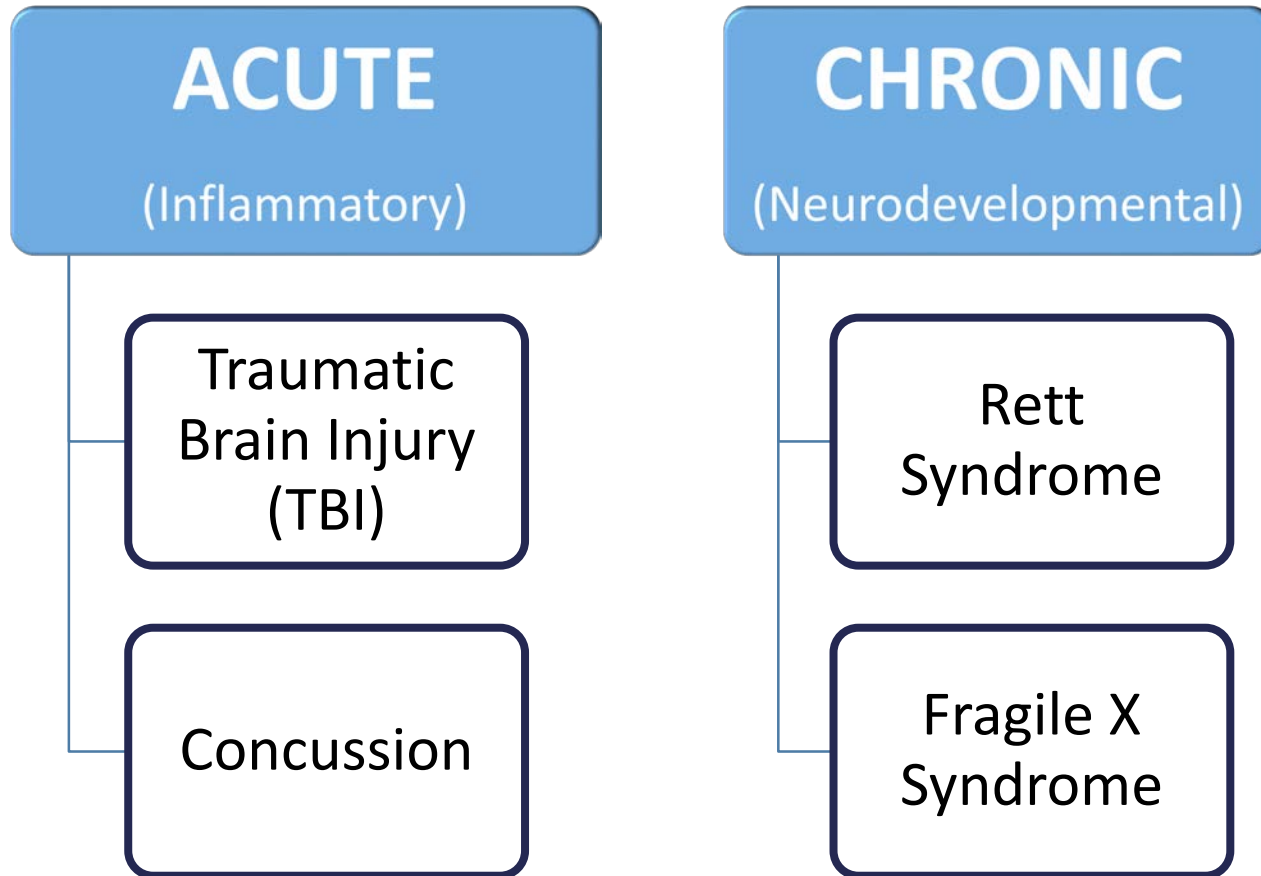 ACUTE
(Inflammatory)
Traumatic
Brain Injury
(TBI)
Concussion
CHRONIC
(Neurodevelopmental)
Rett
Syndrome
Fragile X
Syndrome